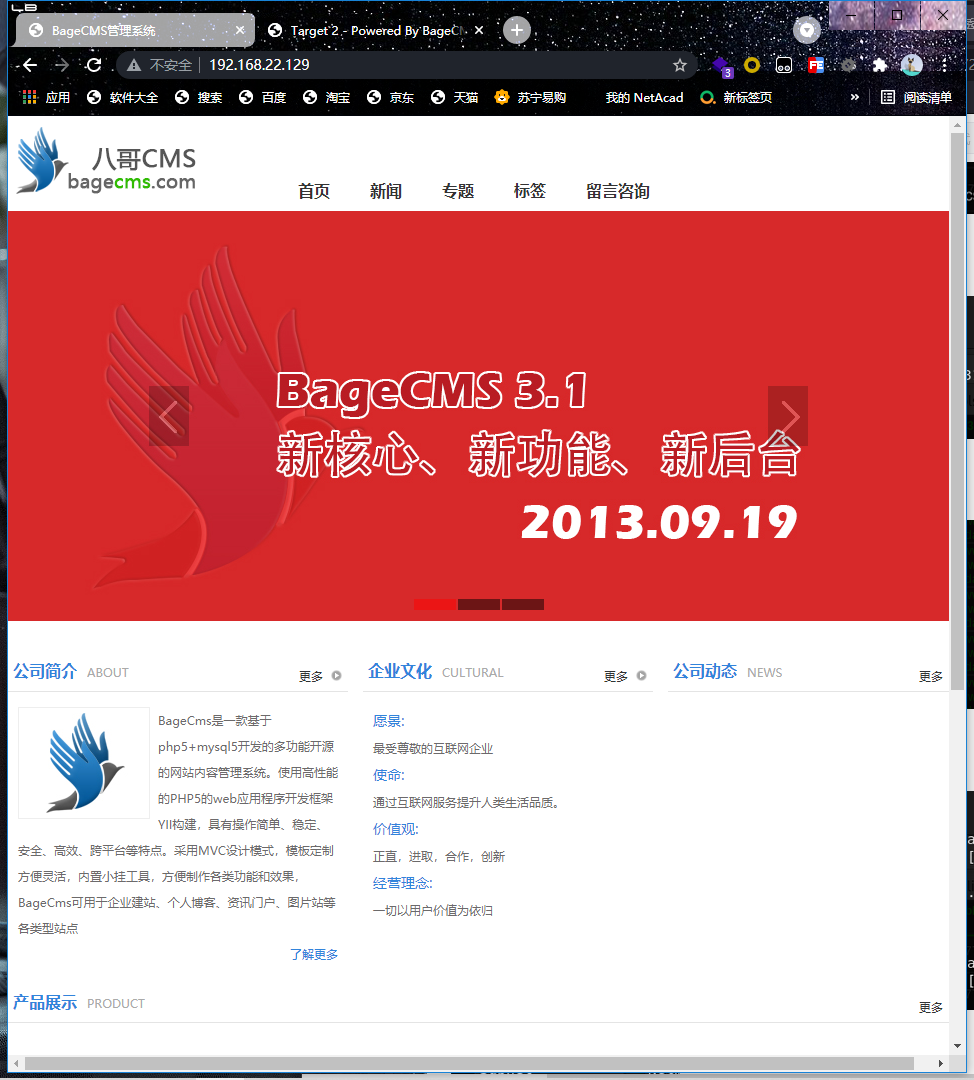 BageCMS管理系统
Target 2 - Powered By BageC
不安全 192.168.22.129
3
FE
应用 软件大全 搜索 百度 淘宝 京东 天猫 苏宁易购 我的 NetAcad 新标签页 » 阅读清单
八哥CMS
bagecms.com
首页 新闻 专题 标签 留言咨询
BageCMS 3.1
新核心、新功能、新后台
2013.09.19
公司简介 ABOUT 更多
BageCms是一款基于
php5+mysql5开发的多功能开源
的网站内容管理系统。使用高性能
的PHP5的web应用程序开发框架
YII构建，具有操作简单、稳定、
安全、高效、跨平台等特点。采用MVC设计模式，模板定制
方便灵活，内置小挂工具，方便制作各类功能和效果，
BageCms可用于企业建站、个人博客、资讯门户、图片站等
各类型站点
了解更多
企业文化 CULTURAL 更多
愿景:
最受尊敬的互联网企业
使命:
通过互联网服务提升人类生活品质。
价值观:
正直，进取，合作，创新
经营理念:
一切以用户价值为依归
公司动态 NEWS 更多
产品展示 PRODUCT 更多